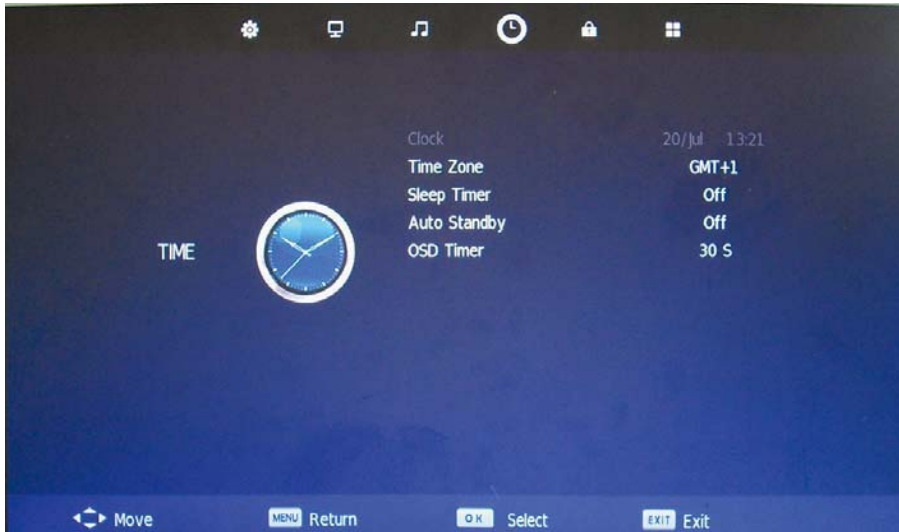 Clock 20/Jul 13:21
Time Zone GMT+1
Sleep Timer Off
Auto Standby Off
TIME
OSD Timer 30 S
Move MENU Return OK Select EXIT Exit